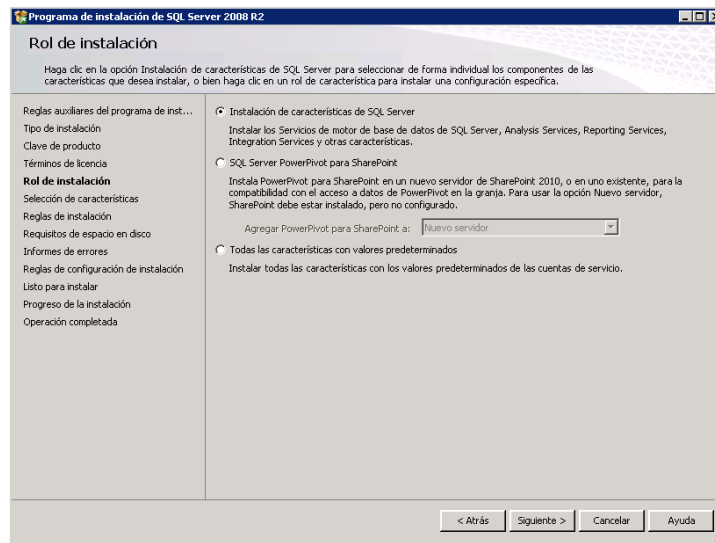 Programa de instalación de SQL Server 2008 R2
Rol de instalación
Haga clic en la opción Instalación de características de SQL Server para seleccionar de forma individual los componentes de las
características que desea instalar, o bien haga clic en un rol de característica para instalar una configuración específica.
Reglas auxiliares del programa de inst...
Tipo de instalación
Clave de producto
Términos de licencia
Rol de instalación
Selección de características
Reglas de instalación
Requisitos de espacio en disco
Informes de errores
Reglas de configuración de instalación
Listo para instalar
Progreso de la instalación
Operación completada
Instalación de características de SQL Server
Instalar los Servicios de motor de base de datos de SQL Server, Analysis Services, Reporting Services,
Integration Services y otras características.
SQL Server PowerPivot para SharePoint
Instala PowerPivot para SharePoint en un nuevo servidor de SharePoint 2010, o en uno existente, para la
compatibilidad con el acceso a datos de PowerPivot en la granja. Para usar la opción Nuevo servidor,
SharePoint debe estar instalado, pero no configurado.
Agregar PowerPivot para SharePoint a: Nuevo servidor
Todas las características con valores predeterminados
Instalar todas las características con los valores predeterminados de las cuentas de servicio.
< Atrás Siguiente > Cancelar Ayuda